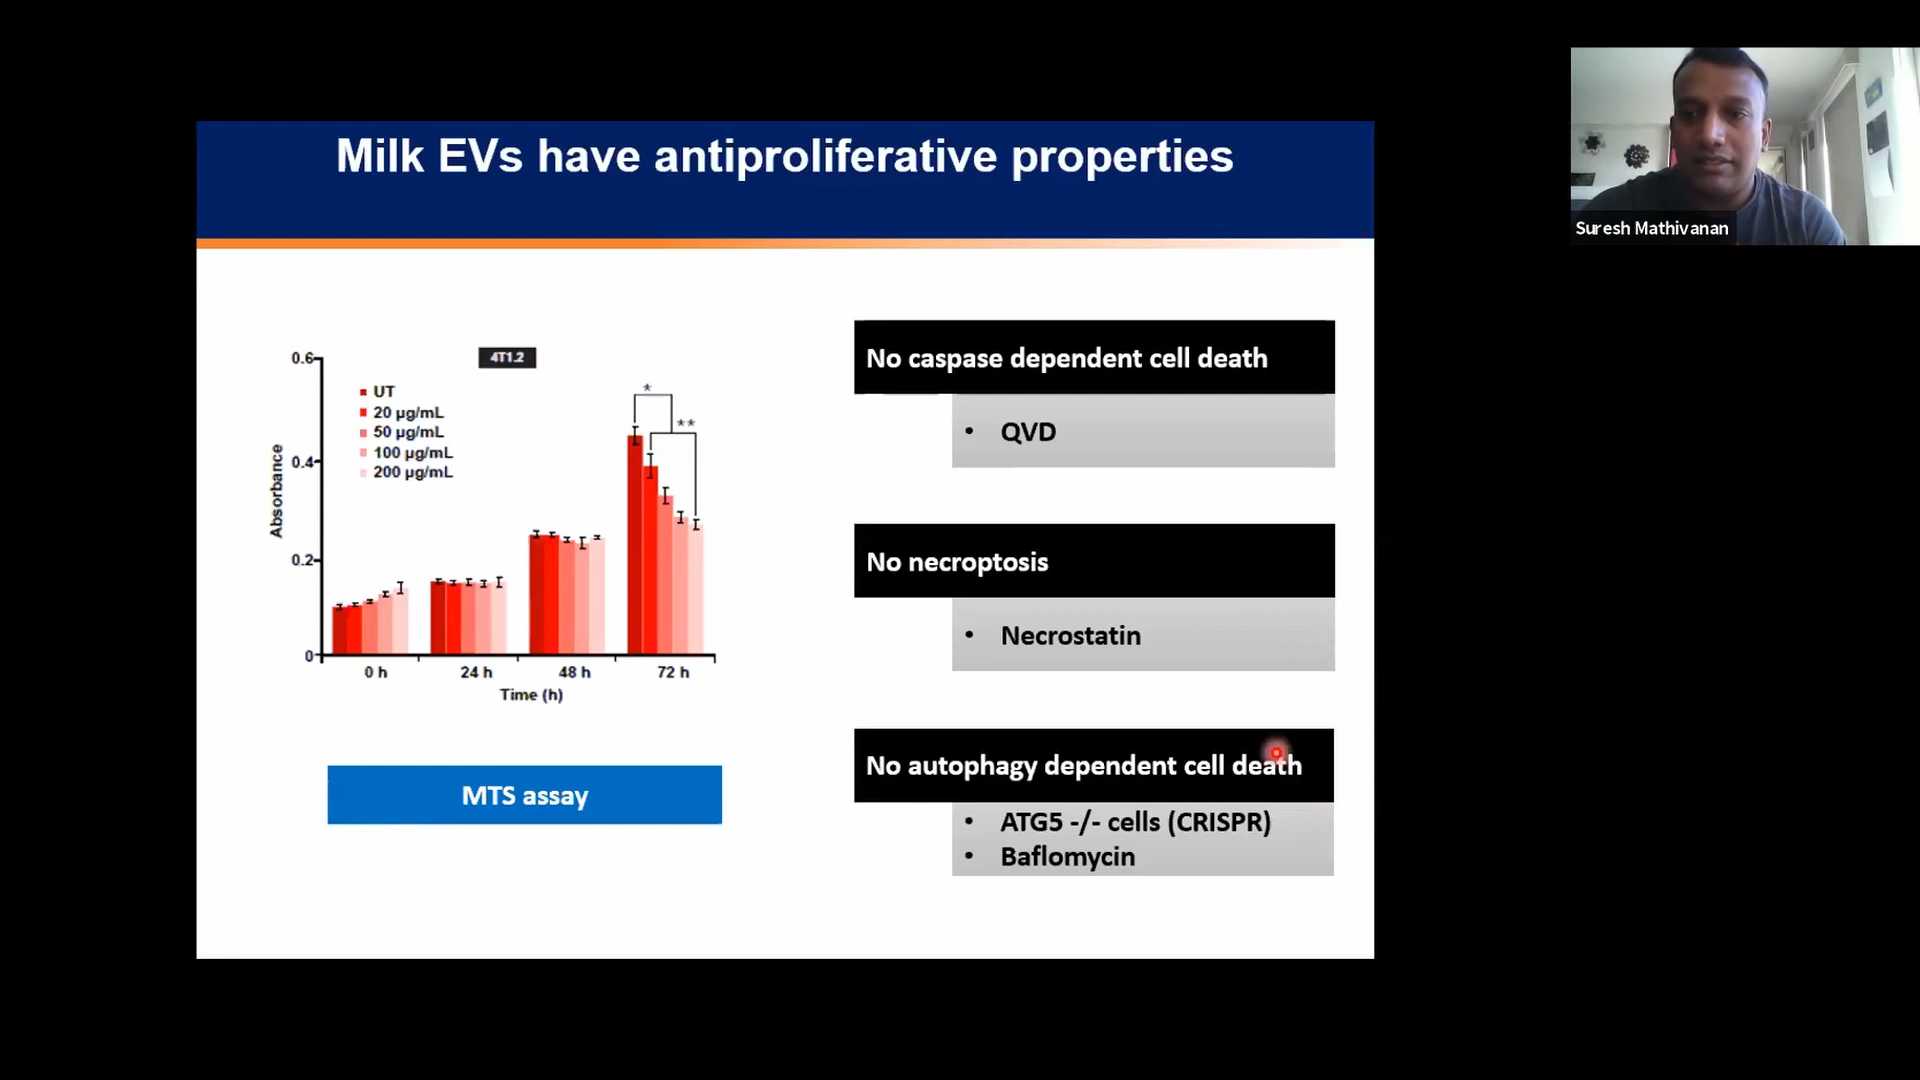 Milk EVs have antiproliferative properties
Suresh Mathivanan
4T1.2
0.6
0.4
0.2
0
Absorbance
UT
20 µg/mL
50 µg/mL
100 µg/mL
200 µg/mL
*
**
0 h
24 h
48 h
72 h
Time (h)
MTS assay
No caspase dependent cell death
• QVD
No necroptosis
• Necrostatin
No autophagy dependent cell death
• ATG5 -/- cells (CRISPR)
• Baflomycin